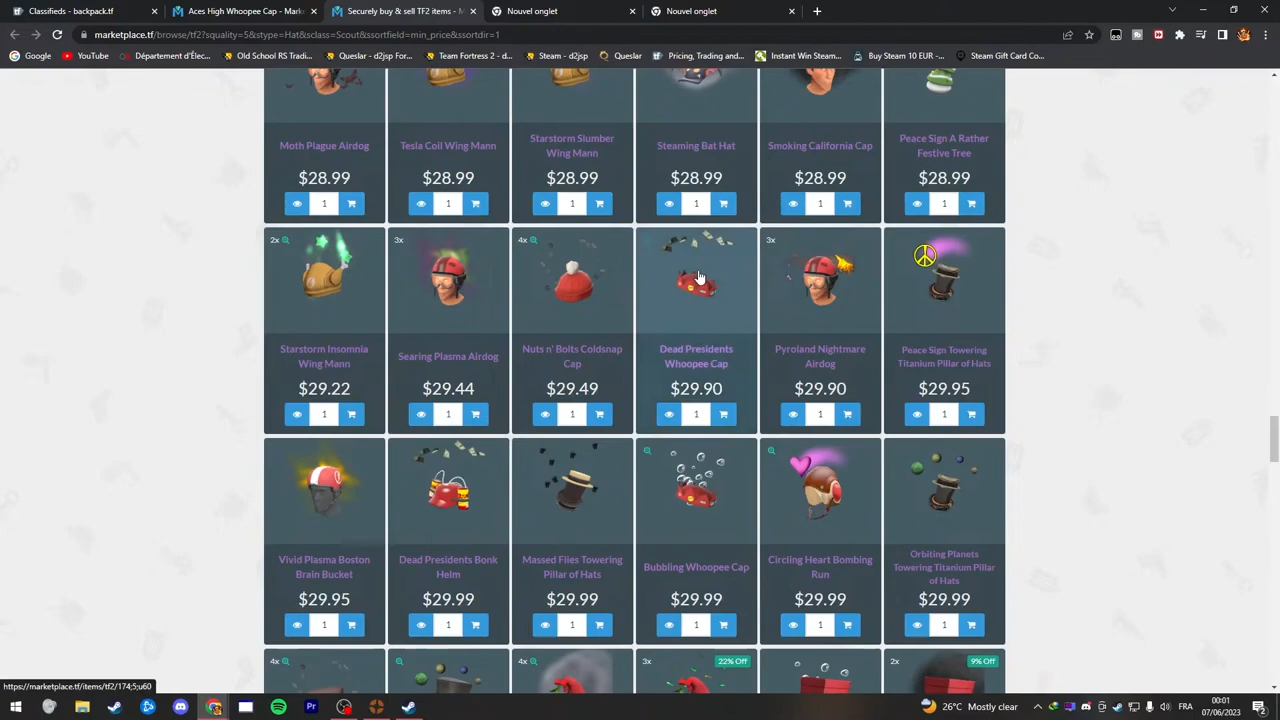 Classifieds - backpack.tf
Aces High Whoopee Cap - Mark
Securely buy & sell TF2 items - M
Nouvel onglet
Nouvel onglet
marketplace.tf/browse/tf2?squality=5&stype=Hat&sclass=Scout&ssortfield=min_price&ssortdir=1
Google
YouTube
Département d'Élec...
Old School RS Tradi...
Queslar - d2jsp For...
Team Fortress 2 - d...
Steam - d2jsp
Queslar
Pricing, Trading and...
Instant Win Steam...
Buy Steam 10 EUR -...
Steam Gift Card Co...
Moth Plague Airdog
Tesla Coil Wing Mann
Starstorm Slumber
Wing Mann
Steaming Bat Hat
Smoking California Cap
Peace Sign A Rather
Festive Tree
$28.99
$28.99
$28.99
$28.99
$28.99
$28.99
1
1
1
1
1
1
2x
3x
4x
3x
Starstorm Insomnia
Wing Mann
Searing Plasma Airdog
Nuts n' Bolts Coldsnap
Cap
Dead Presidents
Whoopee Cap
Pyroland Nightmare
Airdog
Peace Sign Towering
Titanium Pillar of Hats
$29.22
$29.44
$29.49
$29.90
$29.90
$29.95
1
1
1
1
1
1
Vivid Plasma Boston
Brain Bucket
Dead Presidents Bonk
Helm
Massed Flies Towering
Pillar of Hats
Bubbling Whoopee Cap
Circling Heart Bombing
Run
Orbiting Planets
Towering Titanium Pillar
of Hats
$29.95
$29.99
$29.99
$29.99
$29.99
$29.99
1
1
1
1
1
1
4x
4x
3x
22% Off
2x
9% Off
https://marketplace.tf/items/tf2/174;5;u60
26°C Mostly clear
FRA
00:01
07/06/2023